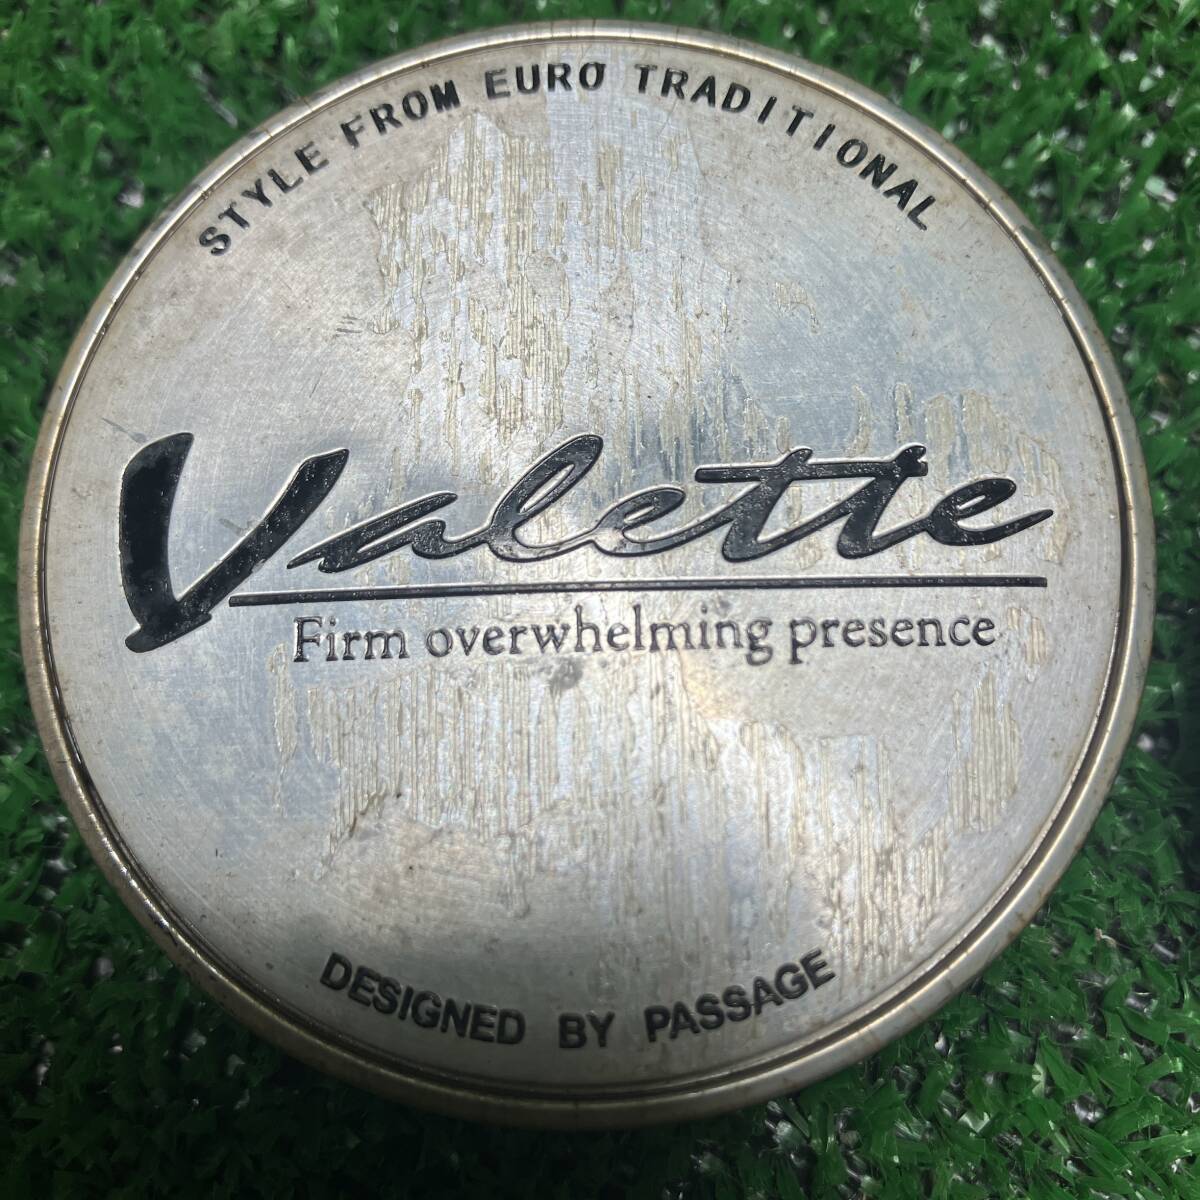 STYLE FROM EURO TRADITIONAL
Valette
Firm overwhelming presence
DESIGNED BY PASSAGE